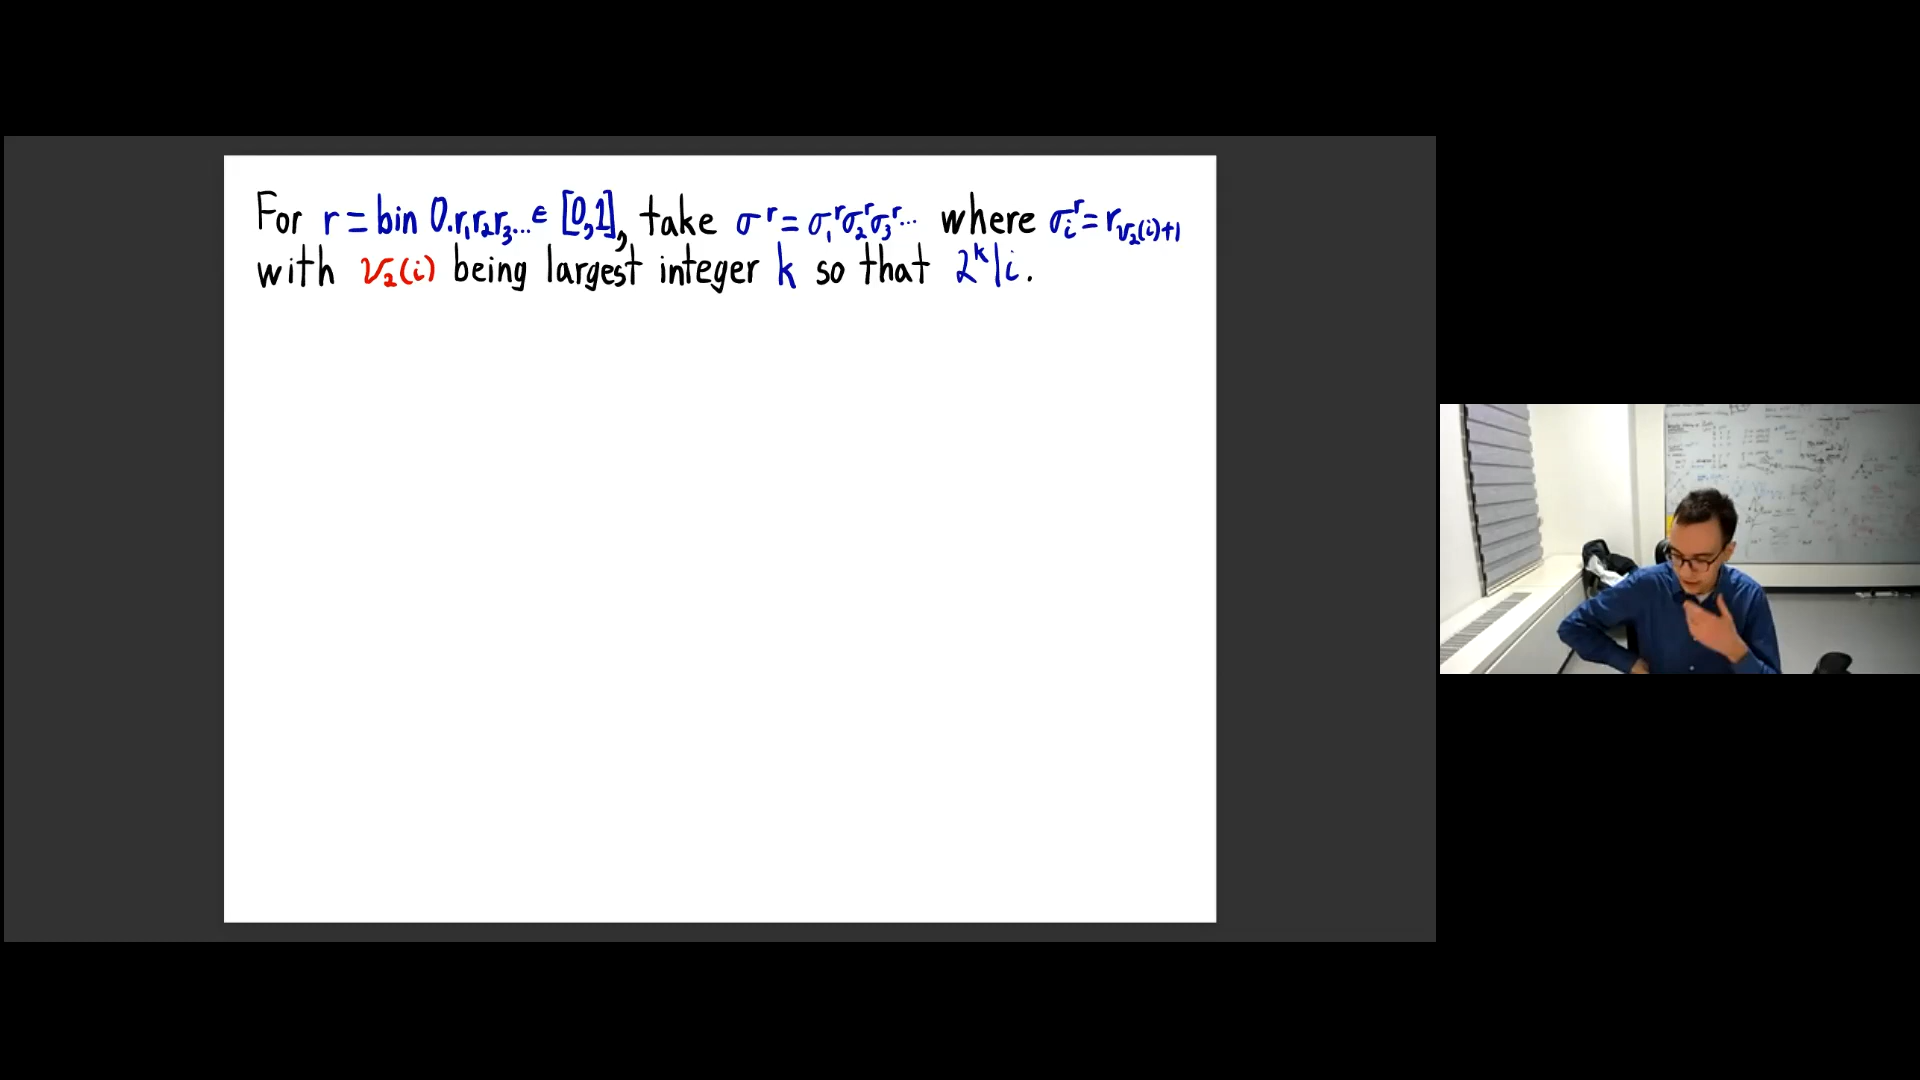 For r = bin 0.r₁r₂r₃... ∈ [0,1], take σʳ = σ₁ʳσ₂ʳσ₃ʳ... where σᵢʳ = r_{ν₂(i)+1}
with ν₂(i) being largest integer k so that 2ᵏ|i.